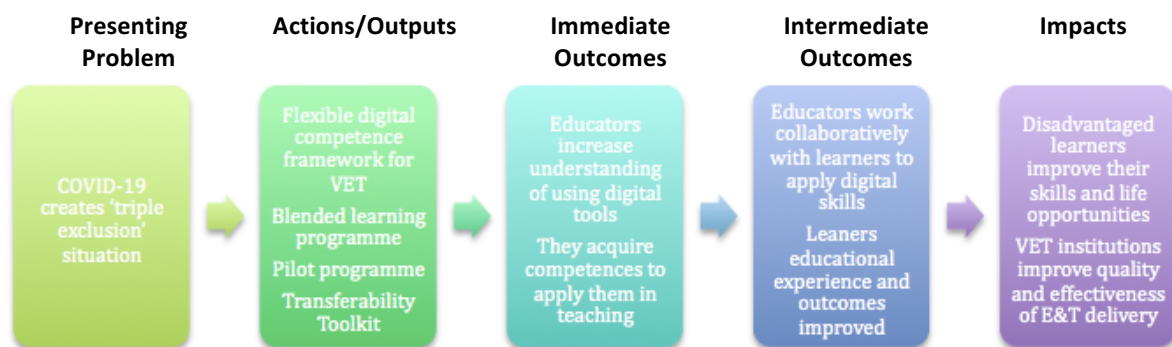 Presenting
Problem
Actions/Outputs
Immediate
Outcomes
Intermediate
Outcomes
Impacts
COVID-19
creates ‘triple
exclusion’
situation
Flexible digital
competence
framework for
VET
Blended learning
programme
Pilot programme
Transferability
Toolkit
Educators
increase
understanding
of using digital
tools
They acquire
competences to
apply them in
teaching
Educators work
collaboratively
with learners to
apply digital
skills
Leaners
educational
experience and
outcomes
improved
Disadvantaged
learners
improve their
skills and life
opportunities
VET institutions
improve quality
and effectiveness
of E&T delivery